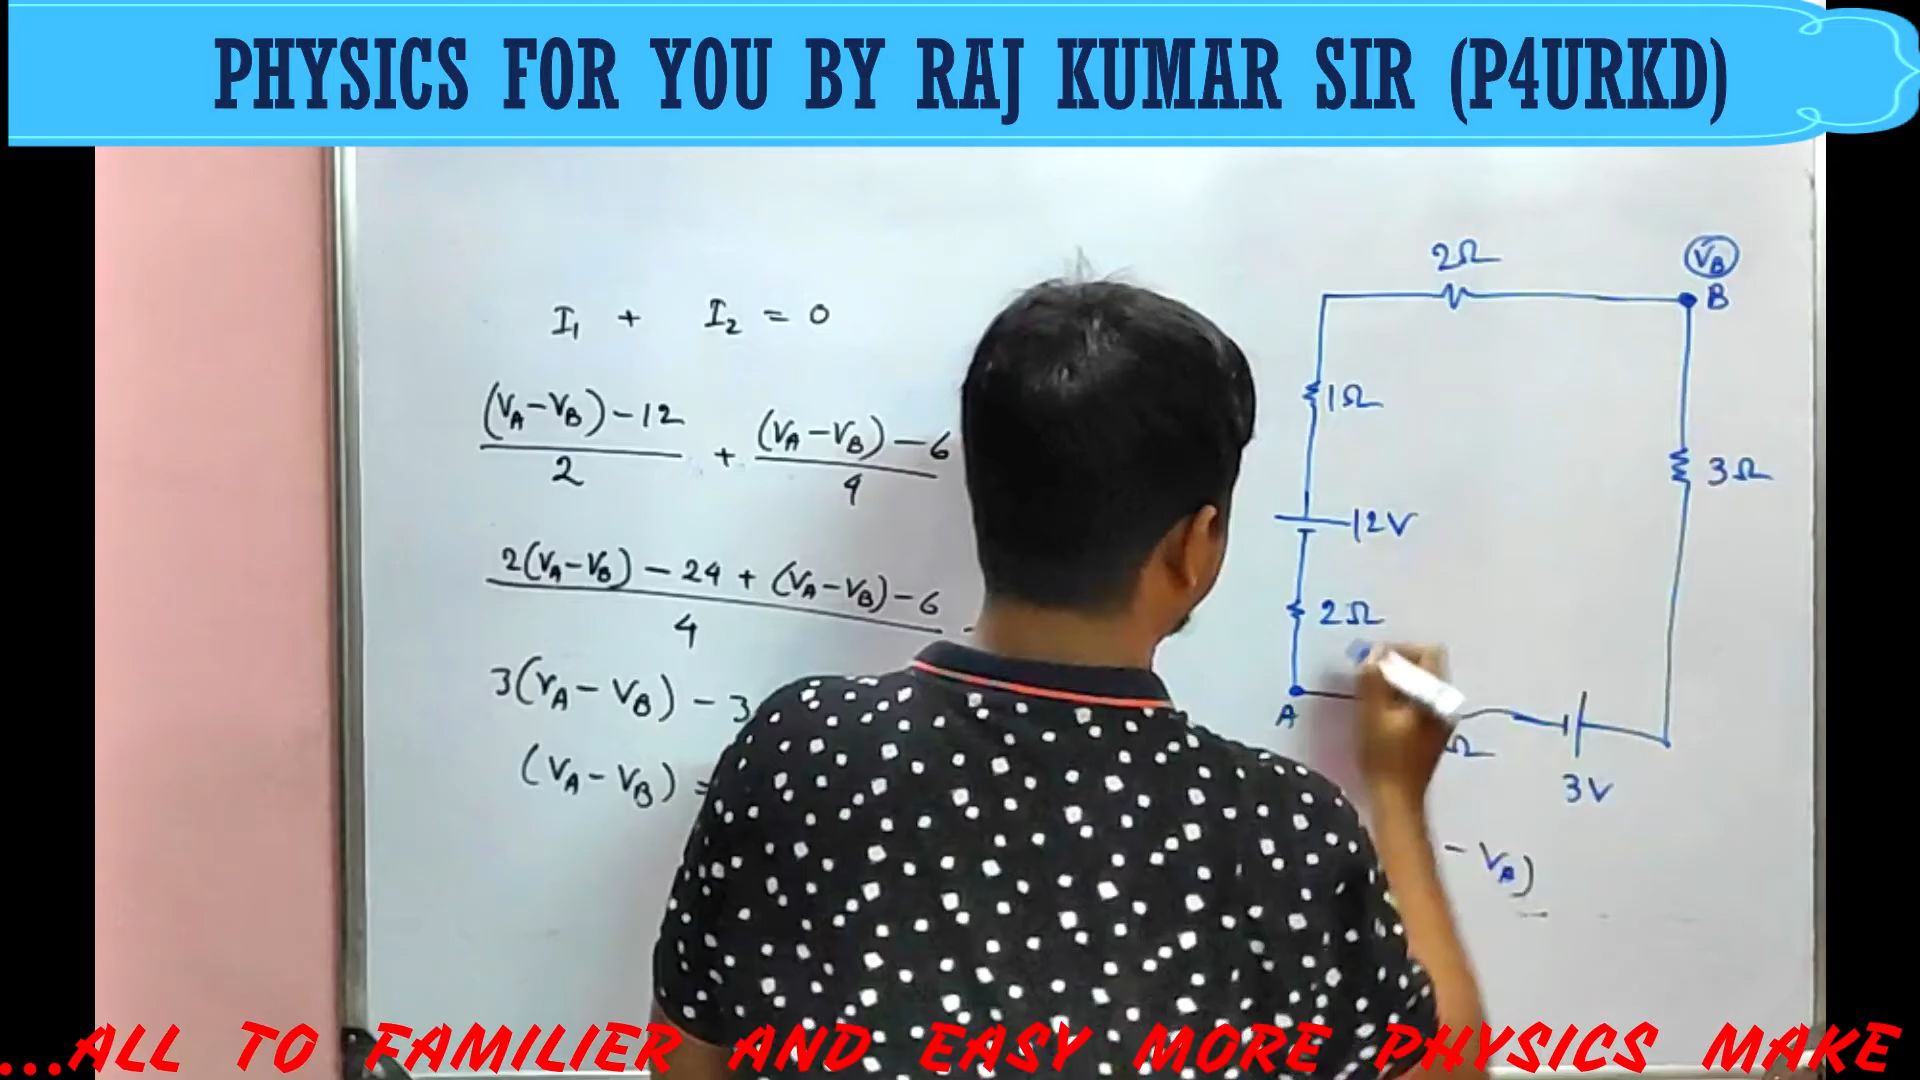 PHYSICS FOR YOU BY RAJ KUMAR SIR (P4URKD)
I₁ + I₂ = 0
(V_A - V_B) - 12 / 2 + (V_A - V_B) - 6 / 4
2(V_A - V_B) - 24 + (V_A - V_B) - 6 / 4
3(V_A - V_B) - 3
(V_A - V_B) =
2Ω
V_B
B
1Ω
3Ω
12V
2Ω
A
Ω
3V
- V_A)
...ALL TO FAMILIER AND EASY MORE PHYSICS MAKE